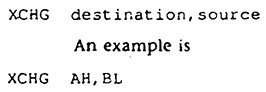 XCHG destination,source
An example is
XCHG AH,BL